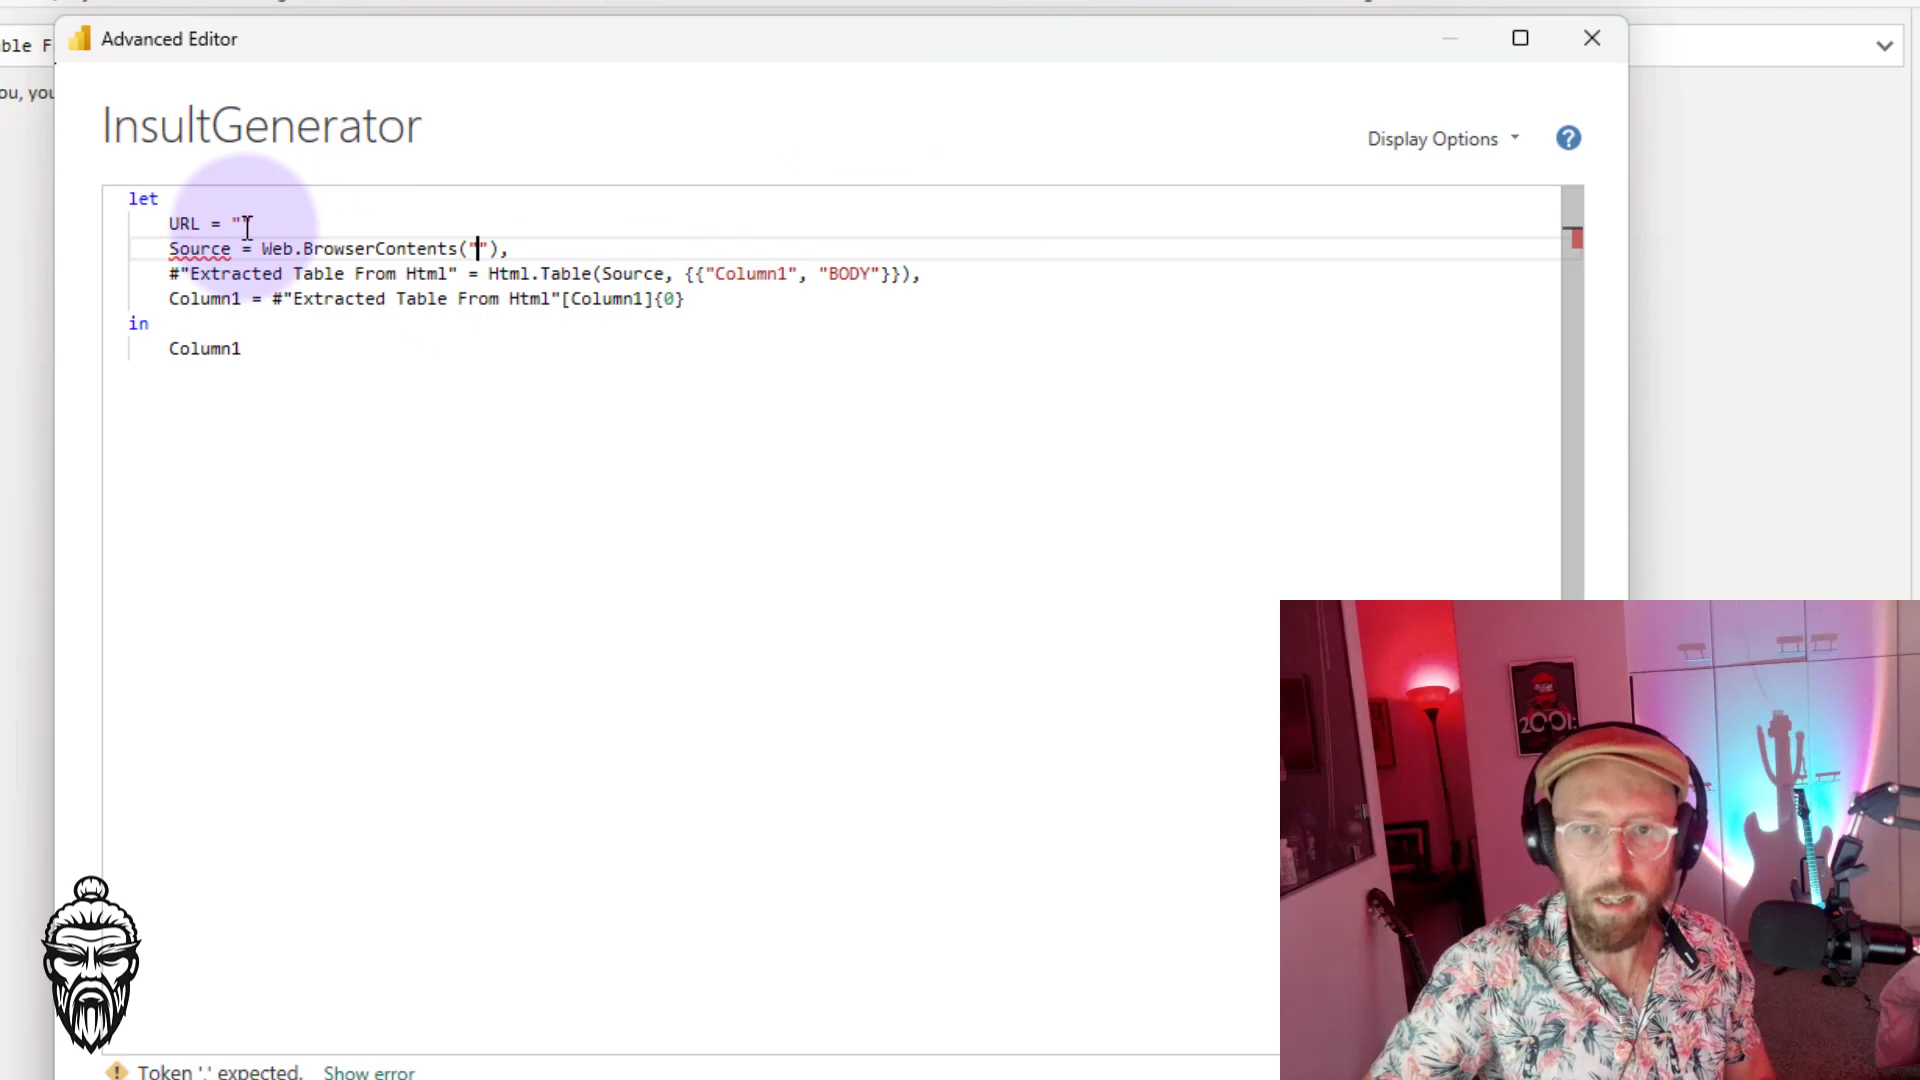 ble F
Advanced Editor
ou, you
InsultGenerator
Display Options
?
let
URL = ""
Source = Web.BrowserContents(""),
#"Extracted Table From Html" = Html.Table(Source, {{"Column1", "BODY"}}),
Column1 = #"Extracted Table From Html"[Column1]{0}
in
Column1
2001:
Token ',' expected. Show error